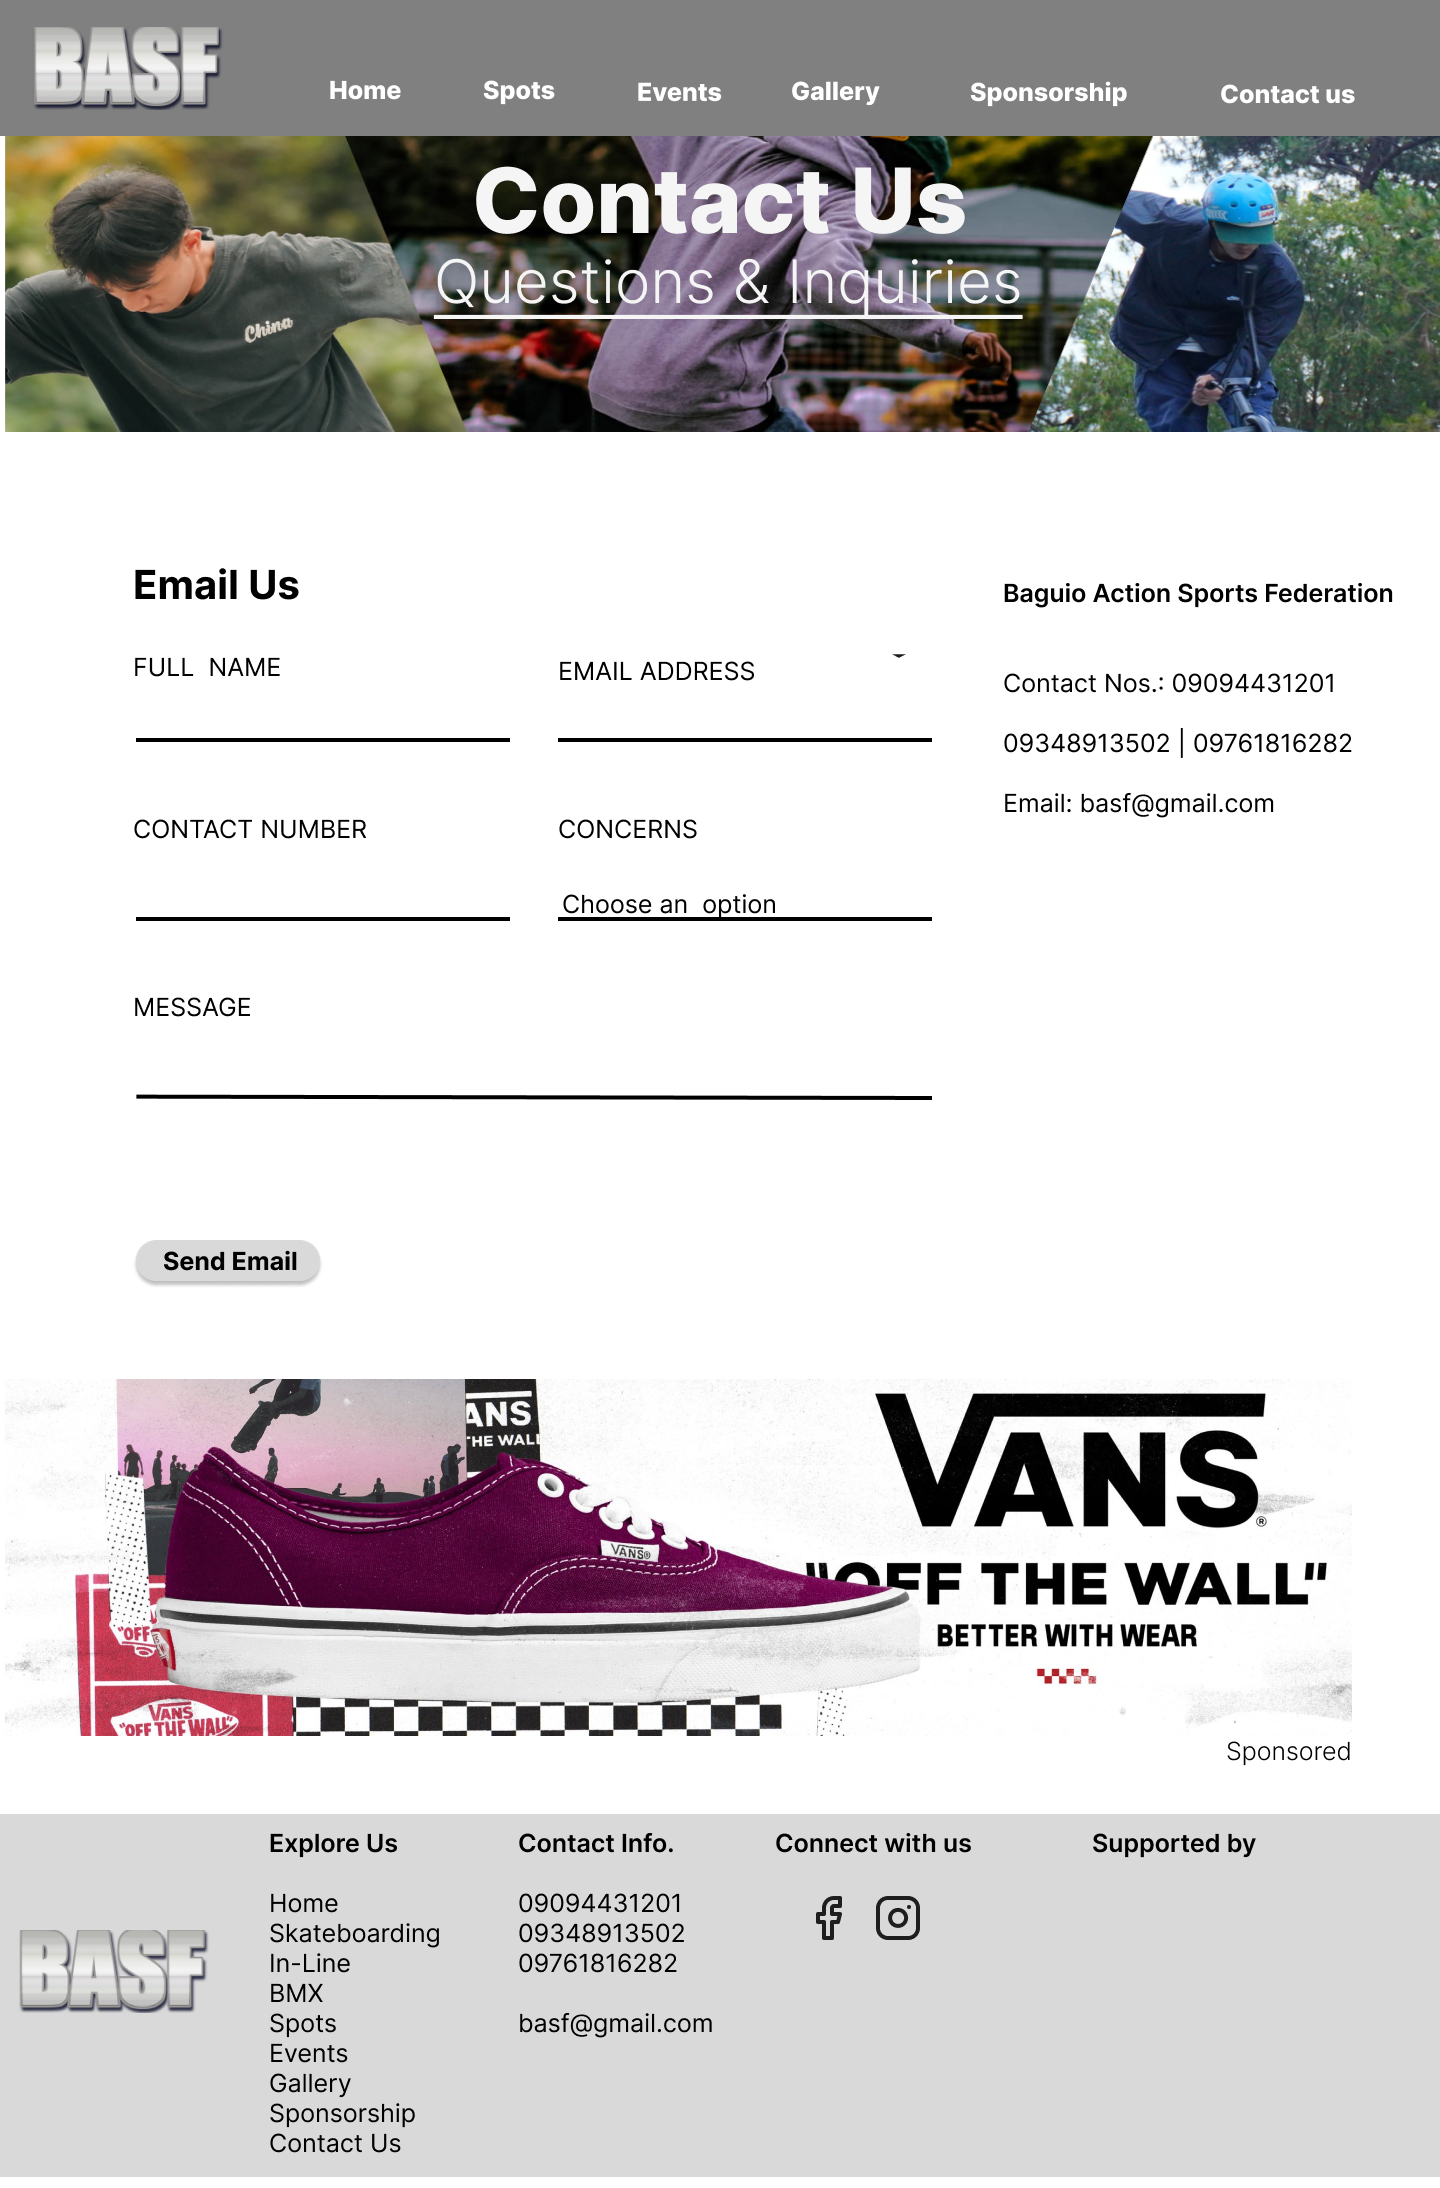 BASF
Home Spots Events Gallery Sponsorship Contact us
Contact Us
Questions & Inquiries
China
Email Us
Baguio Action Sports Federation
FULL  NAME
EMAIL ADDRESS
Contact Nos.: 09094431201
09348913502 | 09761816282
Email: basf@gmail.com
CONTACT NUMBER
CONCERNS
Choose an  option
MESSAGE
Send Email
ANS
THE WALL
VANS®
"OFF THE WALL"
BETTER WITH WEAR
VANS®
"OFF
VANS
"OFF THE WALL"
Sponsored
BASF
Explore Us
Home
Skateboarding
In-Line
BMX
Spots
Events
Gallery
Sponsorship
Contact Us
Contact Info.
09094431201
09348913502
09761816282
basf@gmail.com
Connect with us
Supported by